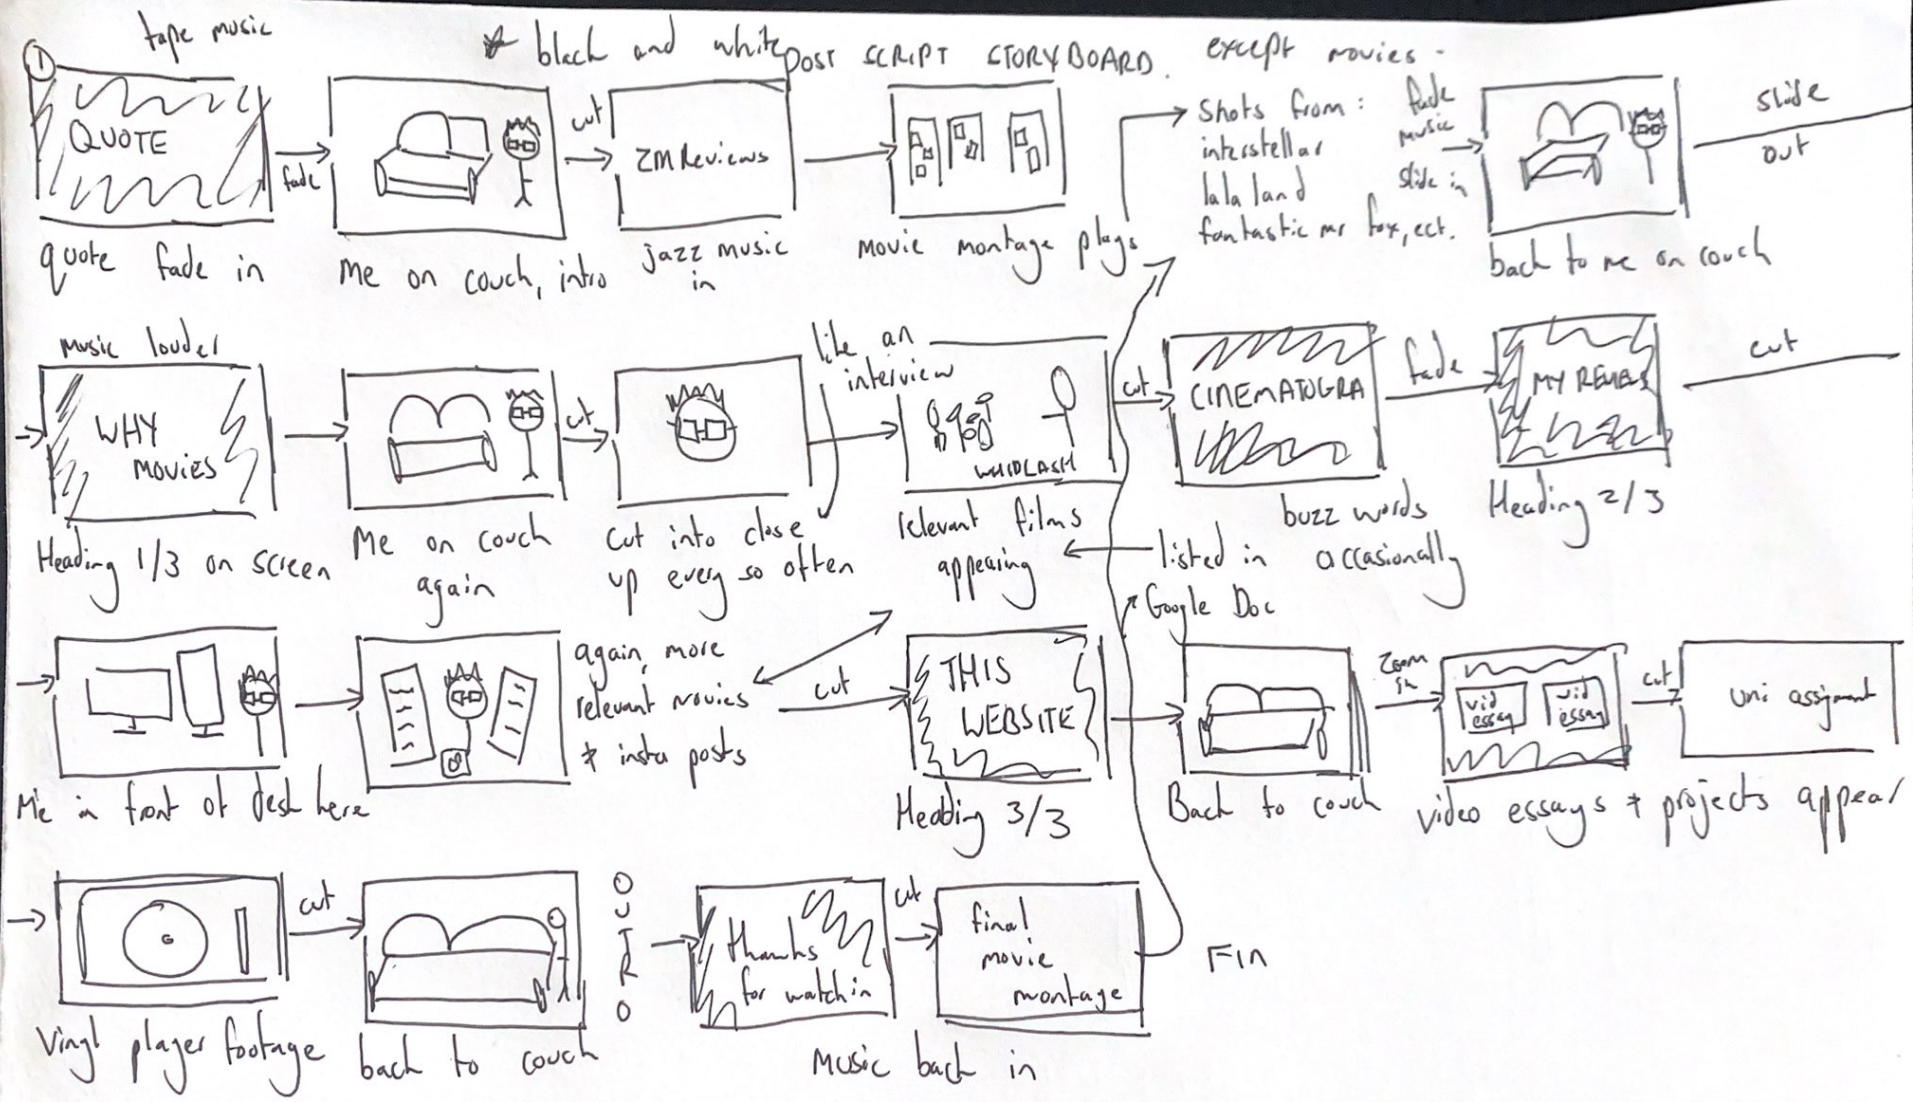 tape music
* black and white POST SCRIPT STORYBOARD. except movies.
1
QUOTE
fade
quote fade in
cut
Me on couch, intro
ZM Reviews
jazz music
in
movie montage plays
Shots from:
interstellar
la la land
fantastic mr fox, ect.
fade
music
slide in
back to me on couch
slide
out
music louder
WHY
MOVIES
Heading 1/3 on screen
Me on couch
again
cut
cut into close
up every so often
like an
interview
WHIPLASH
relevant films
appearing
cut
CINEMATOGRA
buzz words
occasionally
listed in
Google Doc
fade
MY REVIEWS
Heading 2/3
cut
Me in front of desk here
again, more
relevant movies
+ insta posts
cut
THIS
WEBSITE
Heading 3/3
Back to couch
zoom
in
vid
essay
vid
essay
cut
uni assignment
video essays + projects appear
Vinyl player footage
cut
back to couch
OUTRO
thanks
for watchin
cut
final
movie
montage
Music back in
FIN